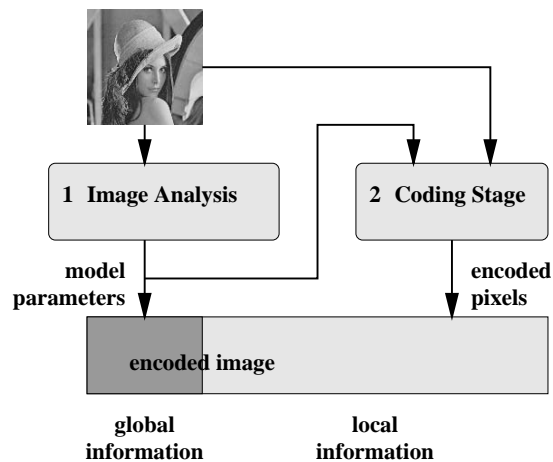 1 Image Analysis
2 Coding Stage
model
parameters
encoded
pixels
encoded image
global
information
local
information